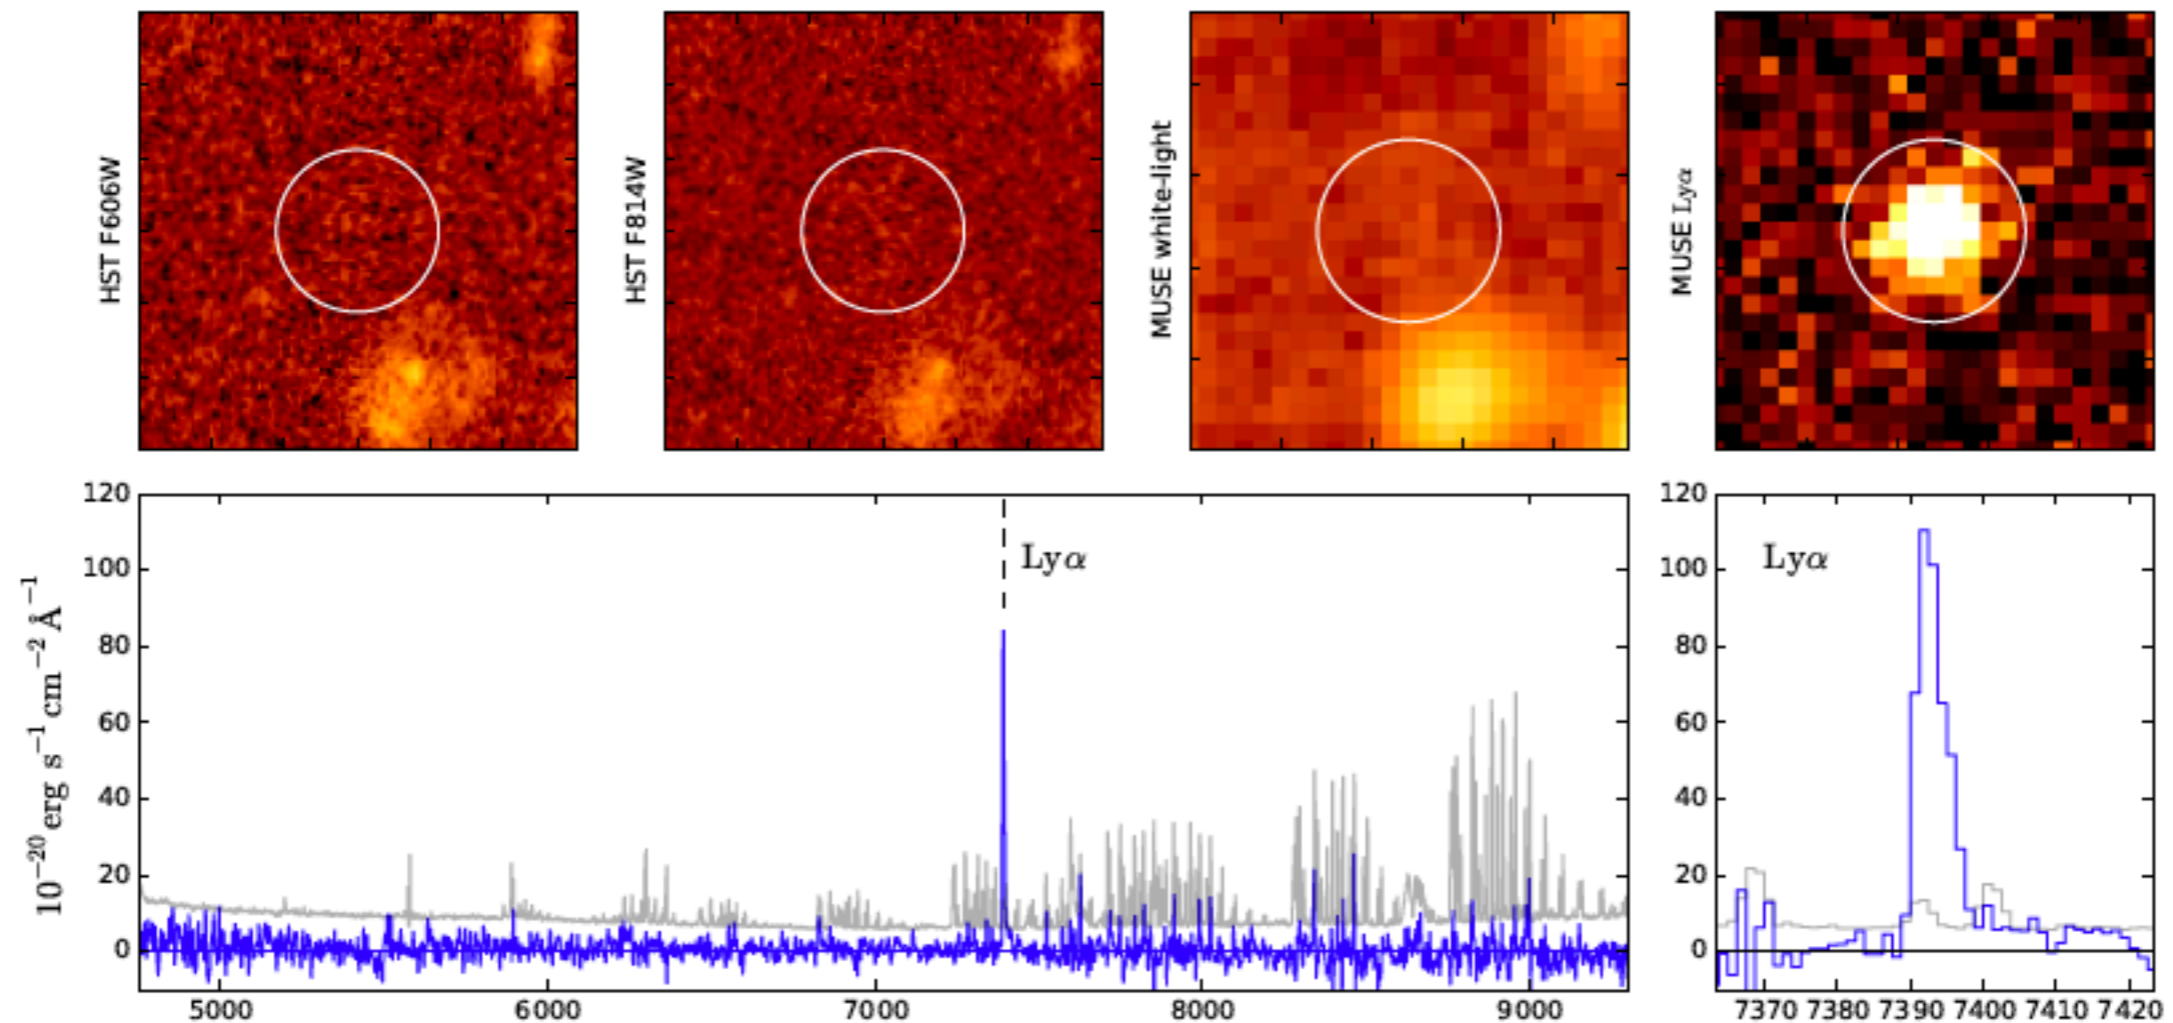 HST F606W
HST F814W
MUSE white-light
MUSE Lyα
10⁻²⁰ erg s⁻¹ cm⁻² Å⁻¹
120
100
80
60
40
20
0
Lyα
5000 6000 7000 8000 9000
120
100
80
60
40
20
0
Lyα
7370 7380 7390 7400 7410 7420